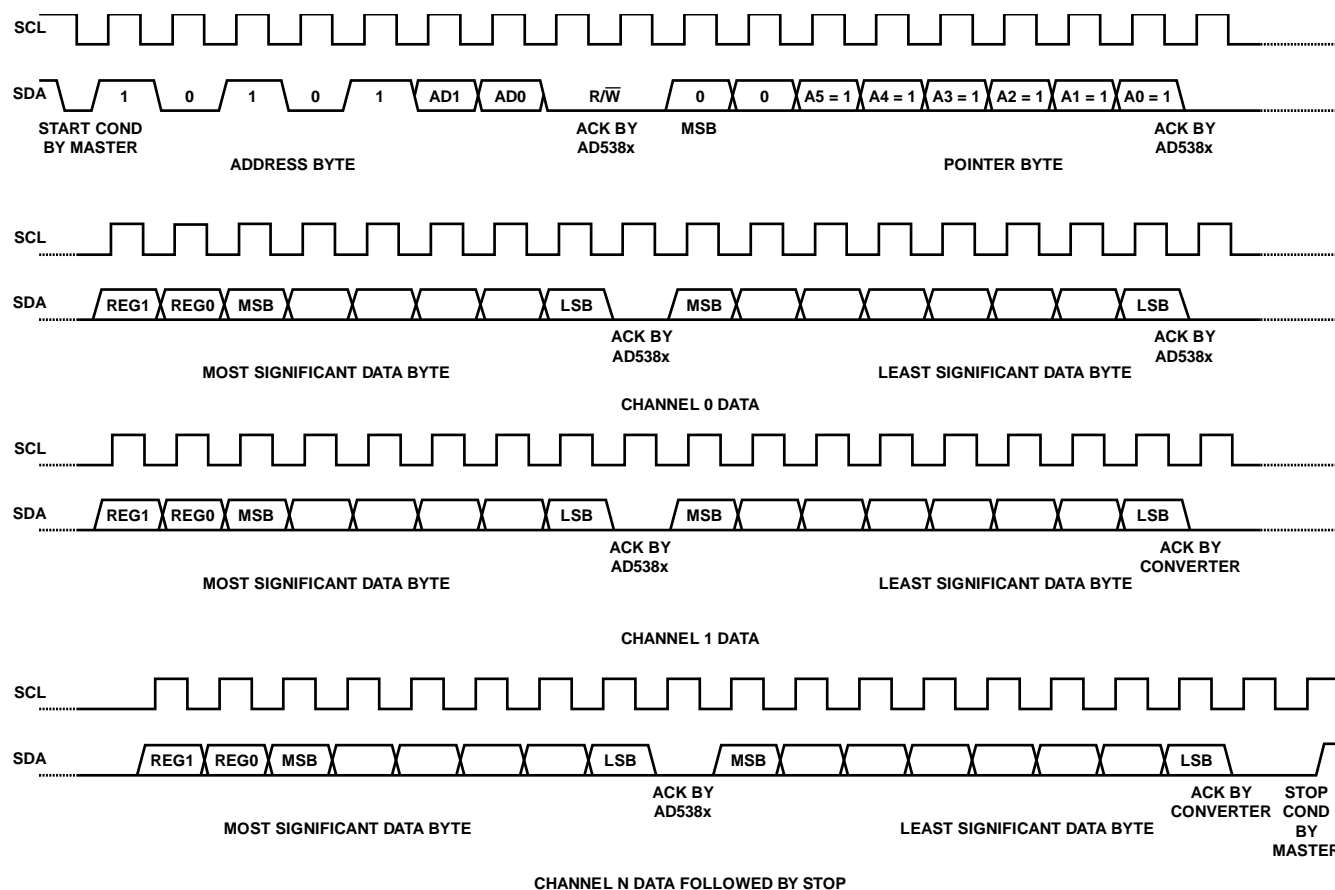 SCL
SDA 1 0 1 0 1 AD1 AD0 R/W̅ 0 0 A5 = 1 A4 = 1 A3 = 1 A2 = 1 A1 = 1 A0 = 1
START COND BY MASTER
ACK BY AD538x
MSB
ACK BY AD538x
ADDRESS BYTE
POINTER BYTE
SCL
SDA REG1 REG0 MSB LSB MSB LSB
ACK BY AD538x
ACK BY AD538x
MOST SIGNIFICANT DATA BYTE
LEAST SIGNIFICANT DATA BYTE
CHANNEL 0 DATA
SCL
SDA REG1 REG0 MSB LSB MSB LSB
ACK BY AD538x
ACK BY CONVERTER
MOST SIGNIFICANT DATA BYTE
LEAST SIGNIFICANT DATA BYTE
CHANNEL 1 DATA
SCL
SDA REG1 REG0 MSB LSB MSB LSB
ACK BY AD538x
ACK BY CONVERTER
STOP COND BY MASTER
MOST SIGNIFICANT DATA BYTE
LEAST SIGNIFICANT DATA BYTE
CHANNEL N DATA FOLLOWED BY STOP